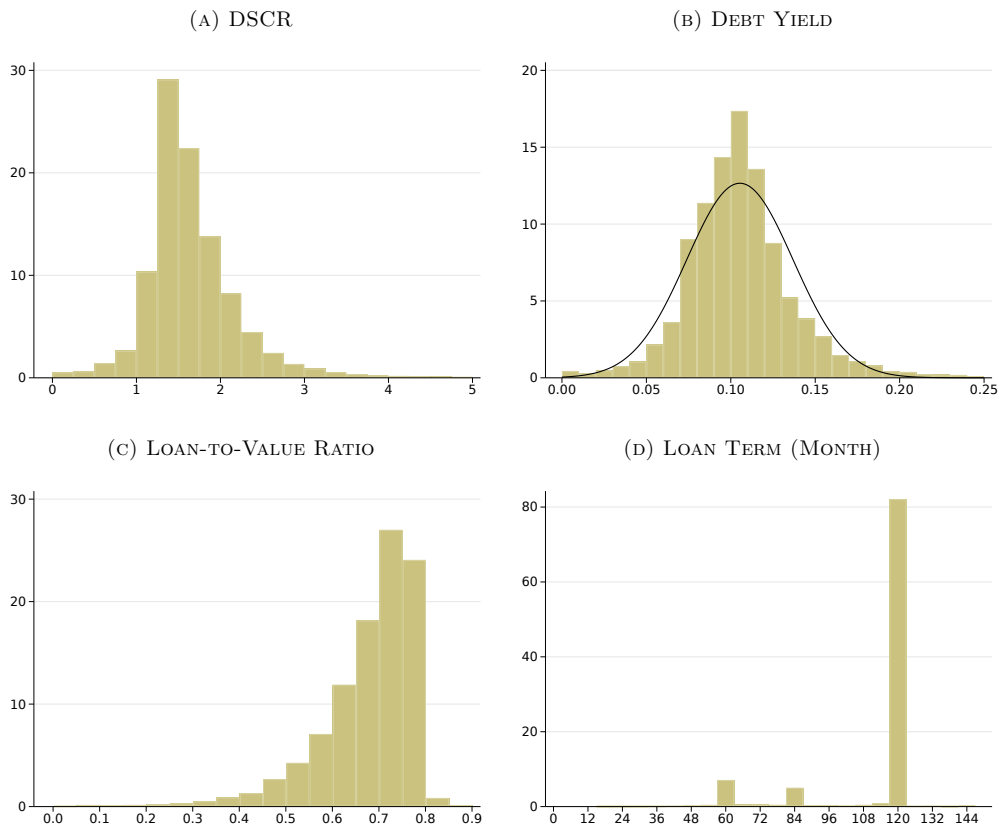 (A) DSCR
30
20
10
0
0 1 2 3 4 5
(B) DEBT YIELD
20
15
10
5
0
0.00 0.05 0.10 0.15 0.20 0.25
(C) LOAN-TO-VALUE RATIO
30
20
10
0
0.0 0.1 0.2 0.3 0.4 0.5 0.6 0.7 0.8 0.9
(D) LOAN TERM (MONTH)
80
60
40
20
0
0 12 24 36 48 60 72 84 96 108 120 132 144